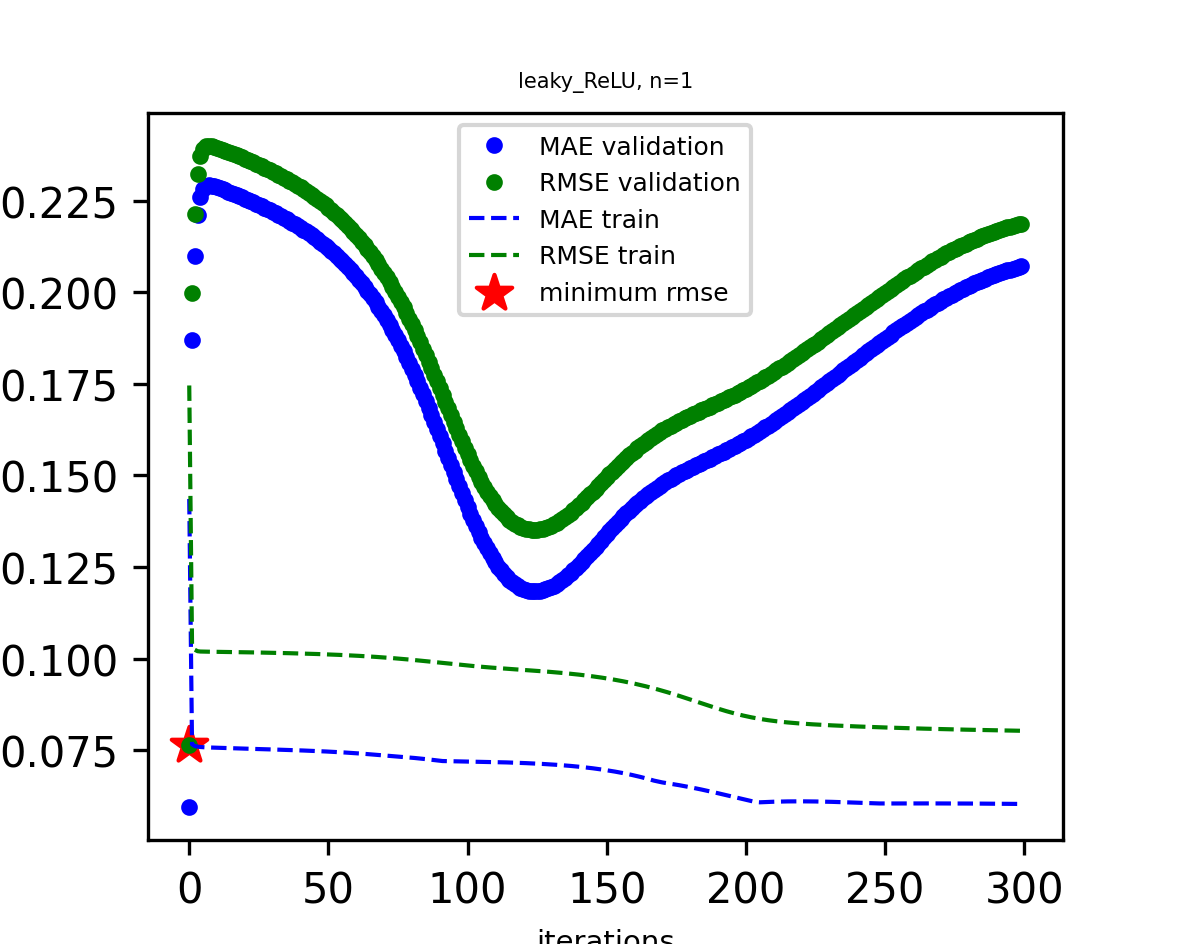 leaky_ReLU, n=1
MAE validation
RMSE validation
MAE train
RMSE train
minimum rmse
0.225
0.200
0.175
0.150
0.125
0.100
0.075
0 50 100 150 200 250 300
iterations